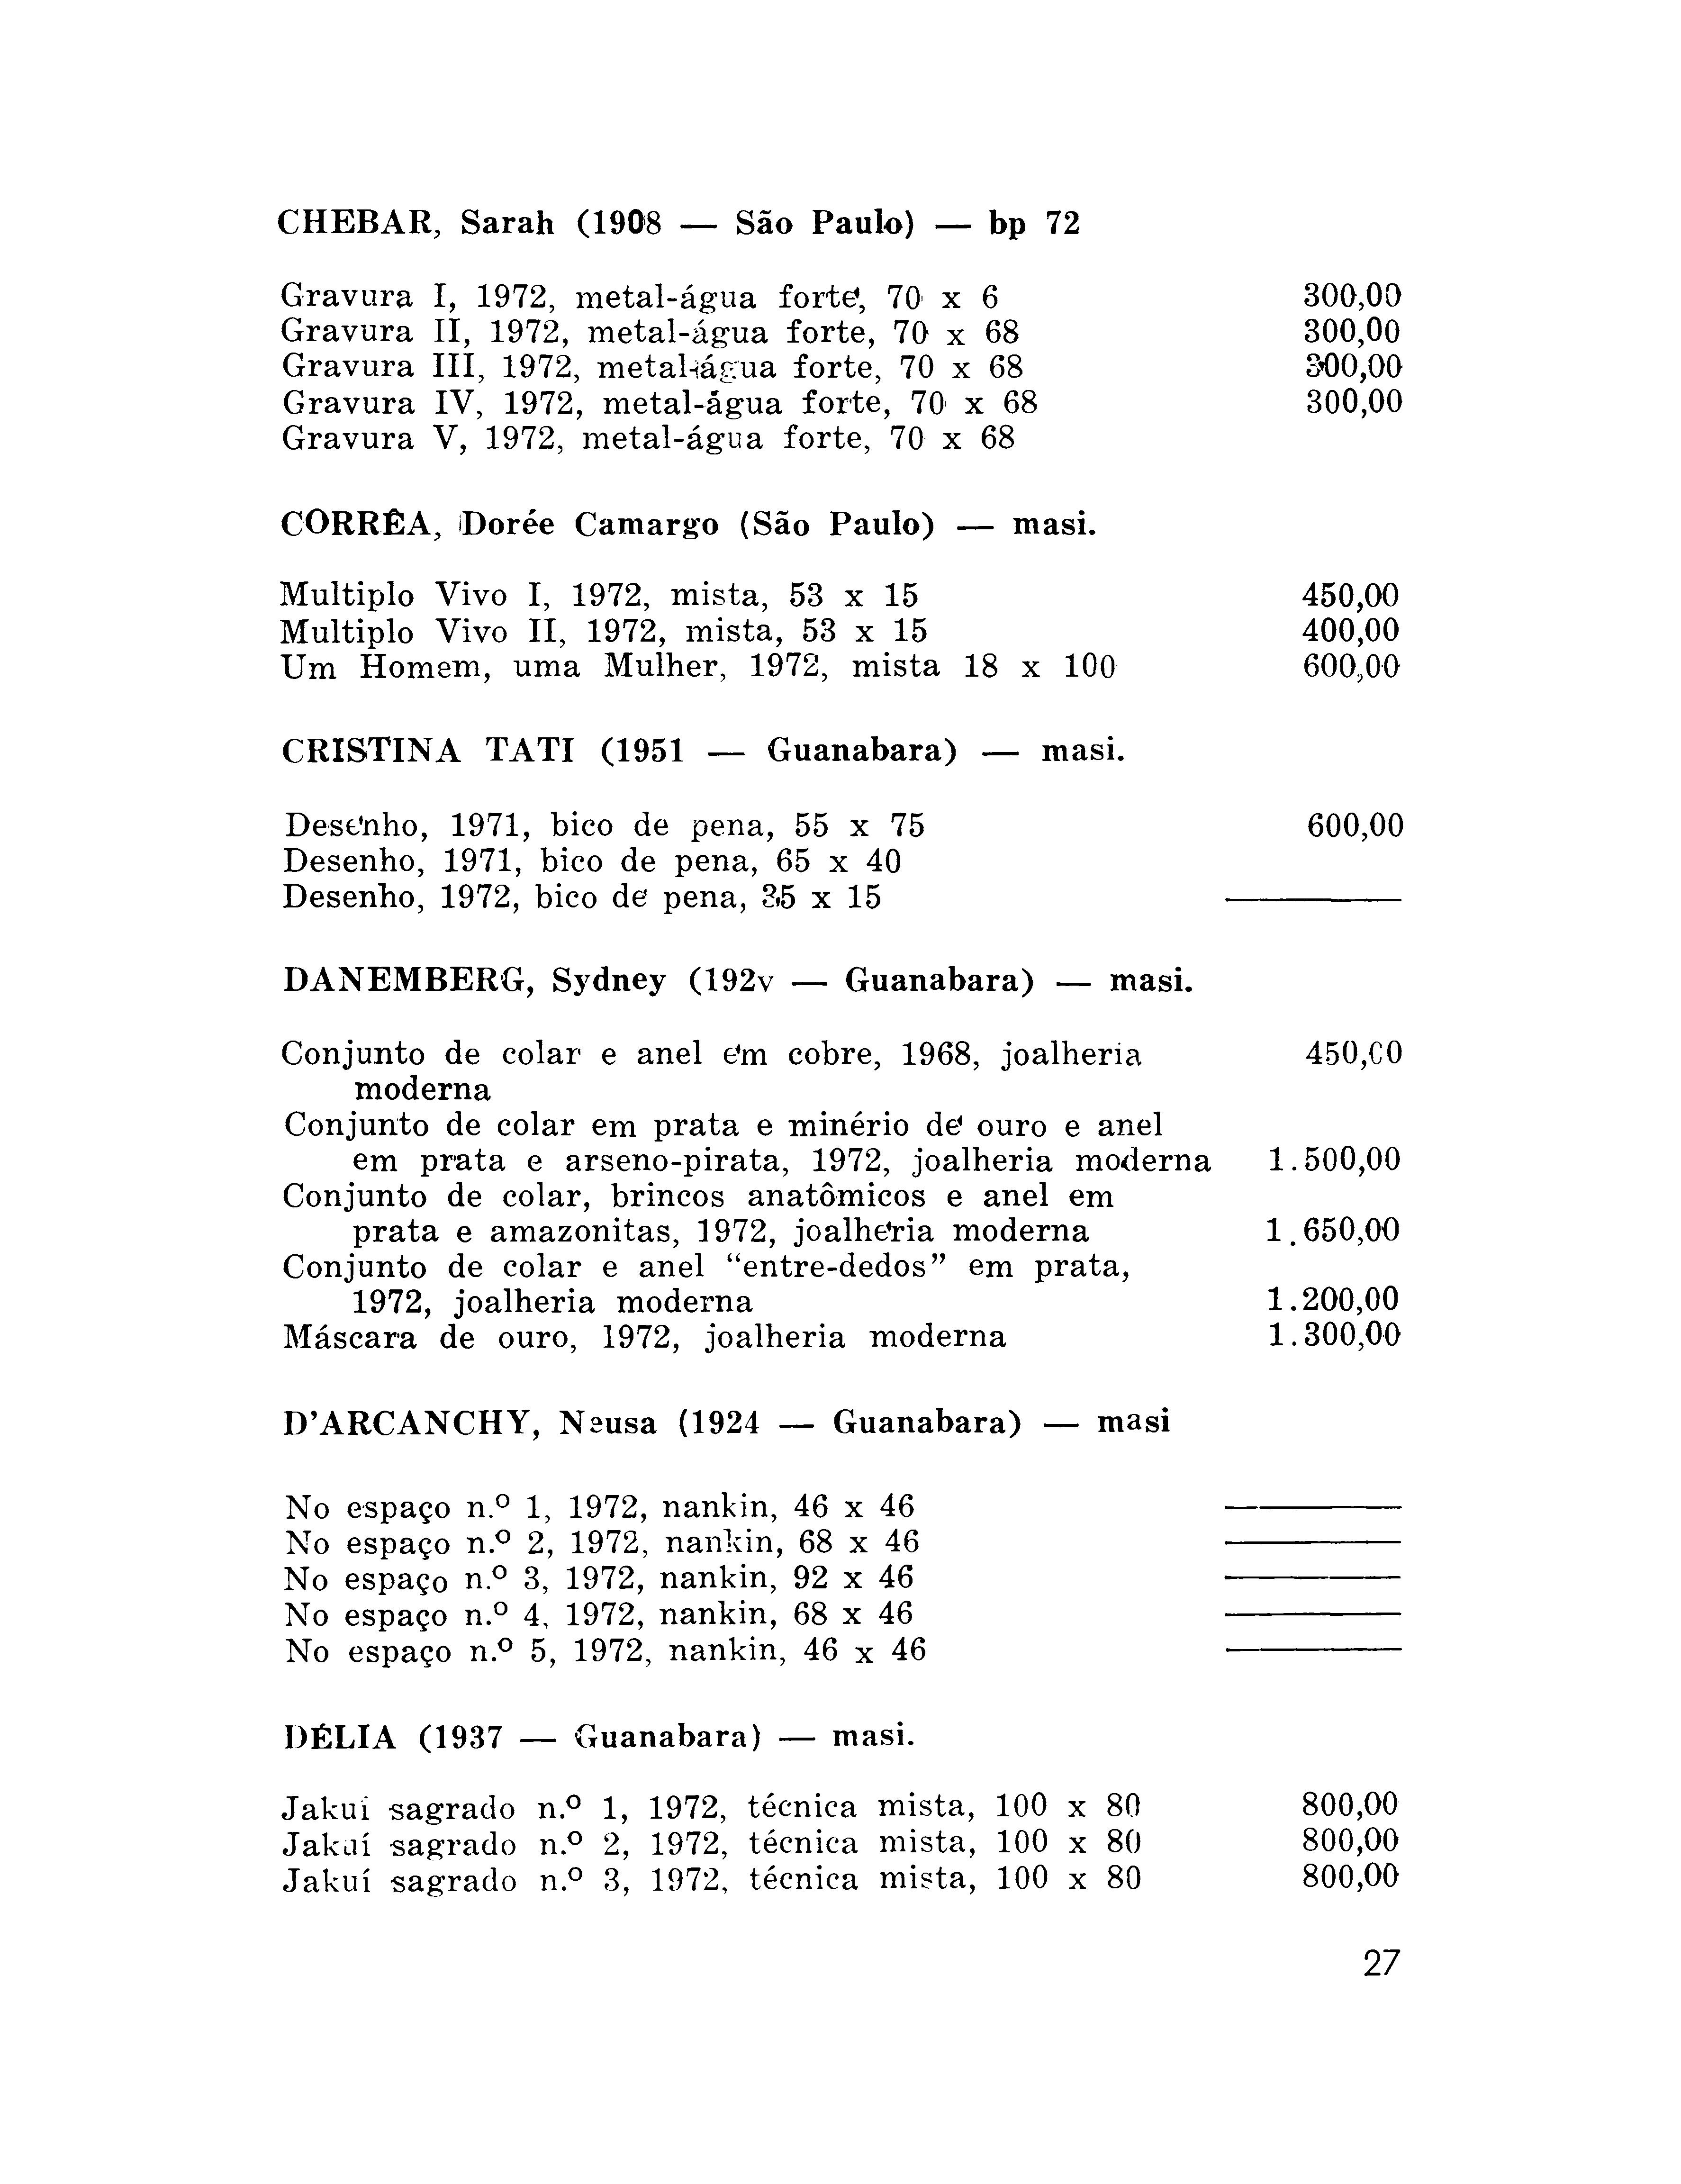 CHEBAR, Sarah (1908 — São Paulo) — bp 72
Gravura I, 1972, metal-água forte, 70 x 6 300,00
Gravura II, 1972, metal-água forte, 70 x 68 300,00
Gravura III, 1972, metal-água forte, 70 x 68 300,00
Gravura IV, 1972, metal-água forte, 70 x 68 300,00
Gravura V, 1972, metal-água forte, 70 x 68
CORRÊA, Dorée Camargo (São Paulo) — masi.
Multiplo Vivo I, 1972, mista, 53 x 15 450,00
Multiplo Vivo II, 1972, mista, 53 x 15 400,00
Um Homem, uma Mulher, 1972, mista 18 x 100 600,00
CRISTINA TATI (1951 — Guanabara) — masi.
Desenho, 1971, bico de pena, 55 x 75 600,00
Desenho, 1971, bico de pena, 65 x 40
Desenho, 1972, bico de pena, 35 x 15 ———
DANEMBERG, Sydney (192v — Guanabara) — masi.
Conjunto de colar e anel em cobre, 1968, joalheria 450,00
moderna
Conjunto de colar em prata e minério de ouro e anel
em prata e arseno-pirata, 1972, joalheria moderna 1.500,00
Conjunto de colar, brincos anatômicos e anel em
prata e amazonitas, 1972, joalheria moderna 1.650,00
Conjunto de colar e anel “entre-dedos” em prata,
1972, joalheria moderna 1.200,00
Máscara de ouro, 1972, joalheria moderna 1.300,00
D’ARCANCHY, Neusa (1924 — Guanabara) — masi
No espaço n.º 1, 1972, nankin, 46 x 46 ———
No espaço n.º 2, 1972, nankin, 68 x 46 ———
No espaço n.º 3, 1972, nankin, 92 x 46 ———
No espaço n.º 4, 1972, nankin, 68 x 46 ———
No espaço n.º 5, 1972, nankin, 46 x 46 ———
DÉLIA (1937 — Guanabara) — masi.
Jakuí sagrado n.º 1, 1972, técnica mista, 100 x 80 800,00
Jakuí sagrado n.º 2, 1972, técnica mista, 100 x 80 800,00
Jakuí sagrado n.º 3, 1972, técnica mista, 100 x 80 800,00
27